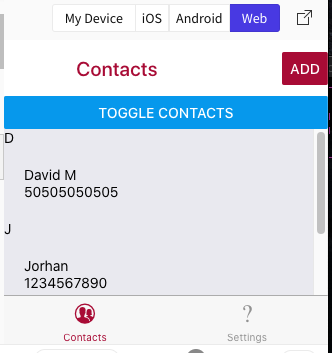 My Device iOS Android Web
Contacts ADD
TOGGLE CONTACTS
D
David M
50505050505
J
Jorhan
1234567890
? 
Contacts Settings